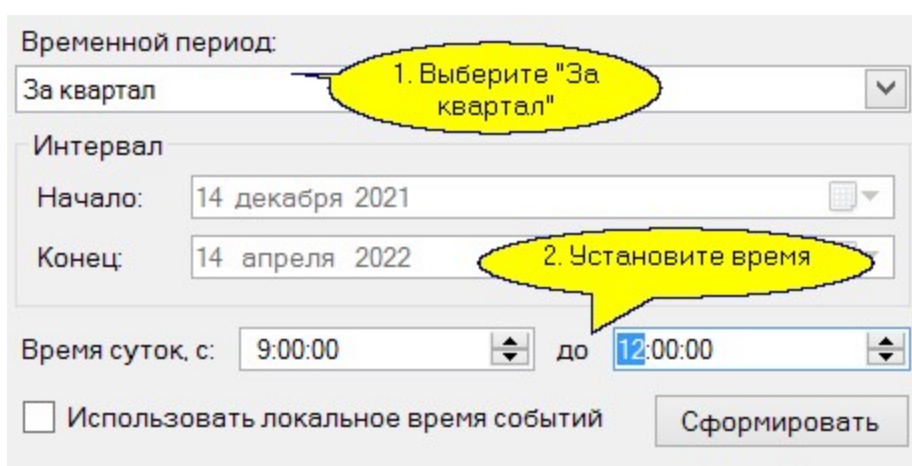 Временной период:
За квартал
1. Выберите "За
квартал"
Интервал
Начало: 14 декабря 2021
Конец: 14 апреля 2022
2. Установите время
Время суток, с: 9:00:00 до 12:00:00
Использовать локальное время событий Сформировать